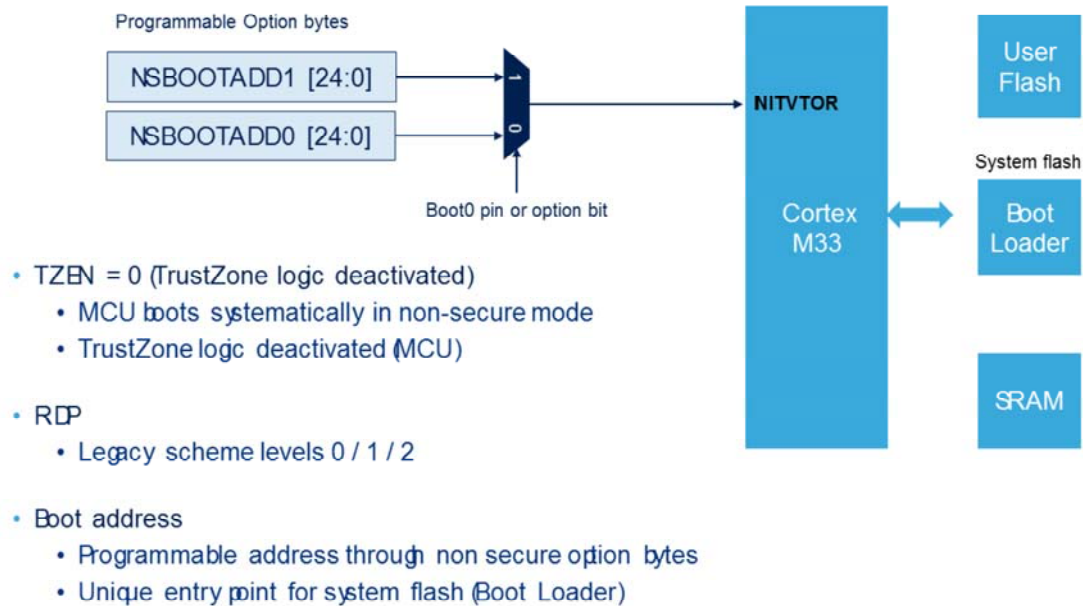 Programmable Option bytes
NSBOOTADD1 [24:0]
NSBOOTADD0 [24:0]
1
0
Boot0 pin or option bit
NITVTOR
Cortex
M33
User
Flash
System flash
Boot
Loader
SRAM
• TZEN = 0 (TrustZone logic deactivated)
• MCU boots systematically in non-secure mode
• TrustZone logic deactivated (MCU)
• RDP
• Legacy scheme levels 0 / 1 / 2
• Boot address
• Programmable address through non secure option bytes
• Unique entry point for system flash (Boot Loader)